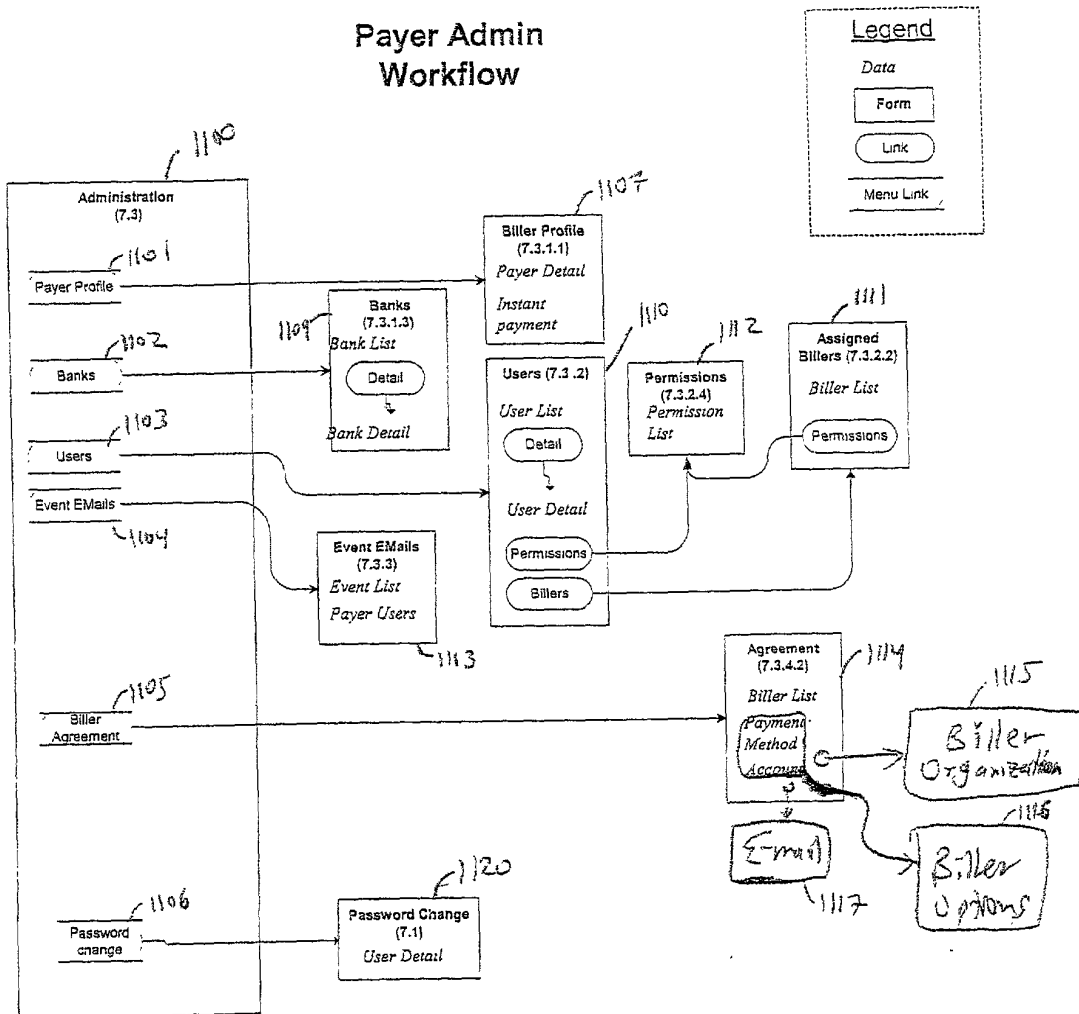 Payer Admin
Workflow
Legend
Data
Form
Link
Menu Link
1100
Administration
(7.3)
1101
Payer Profile
1102
Banks
1103
Users
Event EMails
1104
1105
Biller
Agreement
1106
Password
change
1107
Biller Profile
(7.3.1.1)
Payer Detail
Instant
payment
1109
Banks
(7.3.1.3)
Bank List
Detail
Bank Detail
1110
Users (7.3.2)
User List
Detail
User Detail
Permissions
Billers
1112
Permissions
(7.3.2.4)
Permission
List
1111
Assigned
Billers (7.3.2.2)
Biller List
Permissions
Event EMails
(7.3.3)
Event List
Payer Users
1113
Agreement
(7.3.4.2)
1114
Biller List
Payment
Method
Account
1115
Biller
Organization
1116
Biller
Options
E-mail
1117
1120
Password Change
(7.1)
User Detail